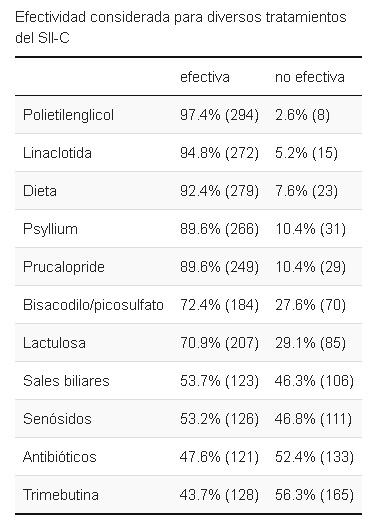 Efectividad considerada para diversos tratamientos
del SII-C
efectiva no efectiva
Polietilenglicol 97.4% (294) 2.6% (8)
Linaclotida 94.8% (272) 5.2% (15)
Dieta 92.4% (279) 7.6% (23)
Psyllium 89.6% (266) 10.4% (31)
Prucalopride 89.6% (249) 10.4% (29)
Bisacodilo/picosulfato 72.4% (184) 27.6% (70)
Lactulosa 70.9% (207) 29.1% (85)
Sales biliares 53.7% (123) 46.3% (106)
Senósidos 53.2% (126) 46.8% (111)
Antibióticos 47.6% (121) 52.4% (133)
Trimebutina 43.7% (128) 56.3% (165)